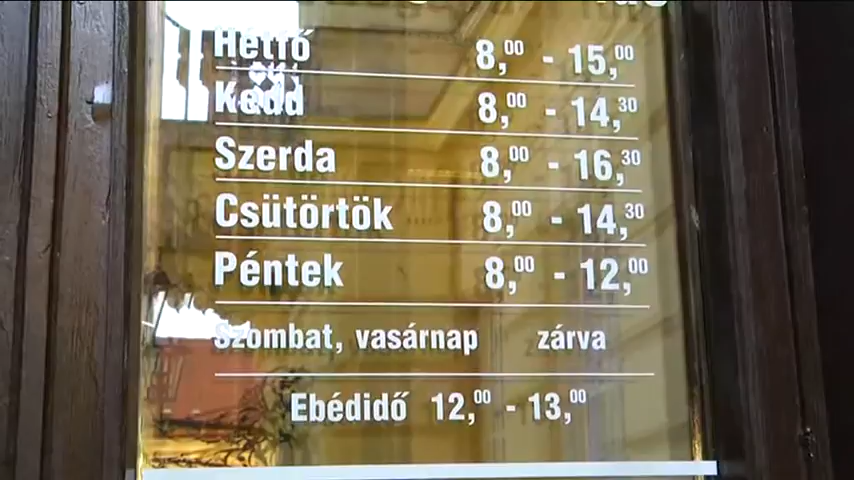 Hétfő 8,00 - 15,00
Kedd 8,00 - 14,30
Szerda 8,00 - 16,30
Csütörtök 8,00 - 14,30
Péntek 8,00 - 12,00
Szombat, vasárnap zárva
Ebédidő 12,00 - 13,00